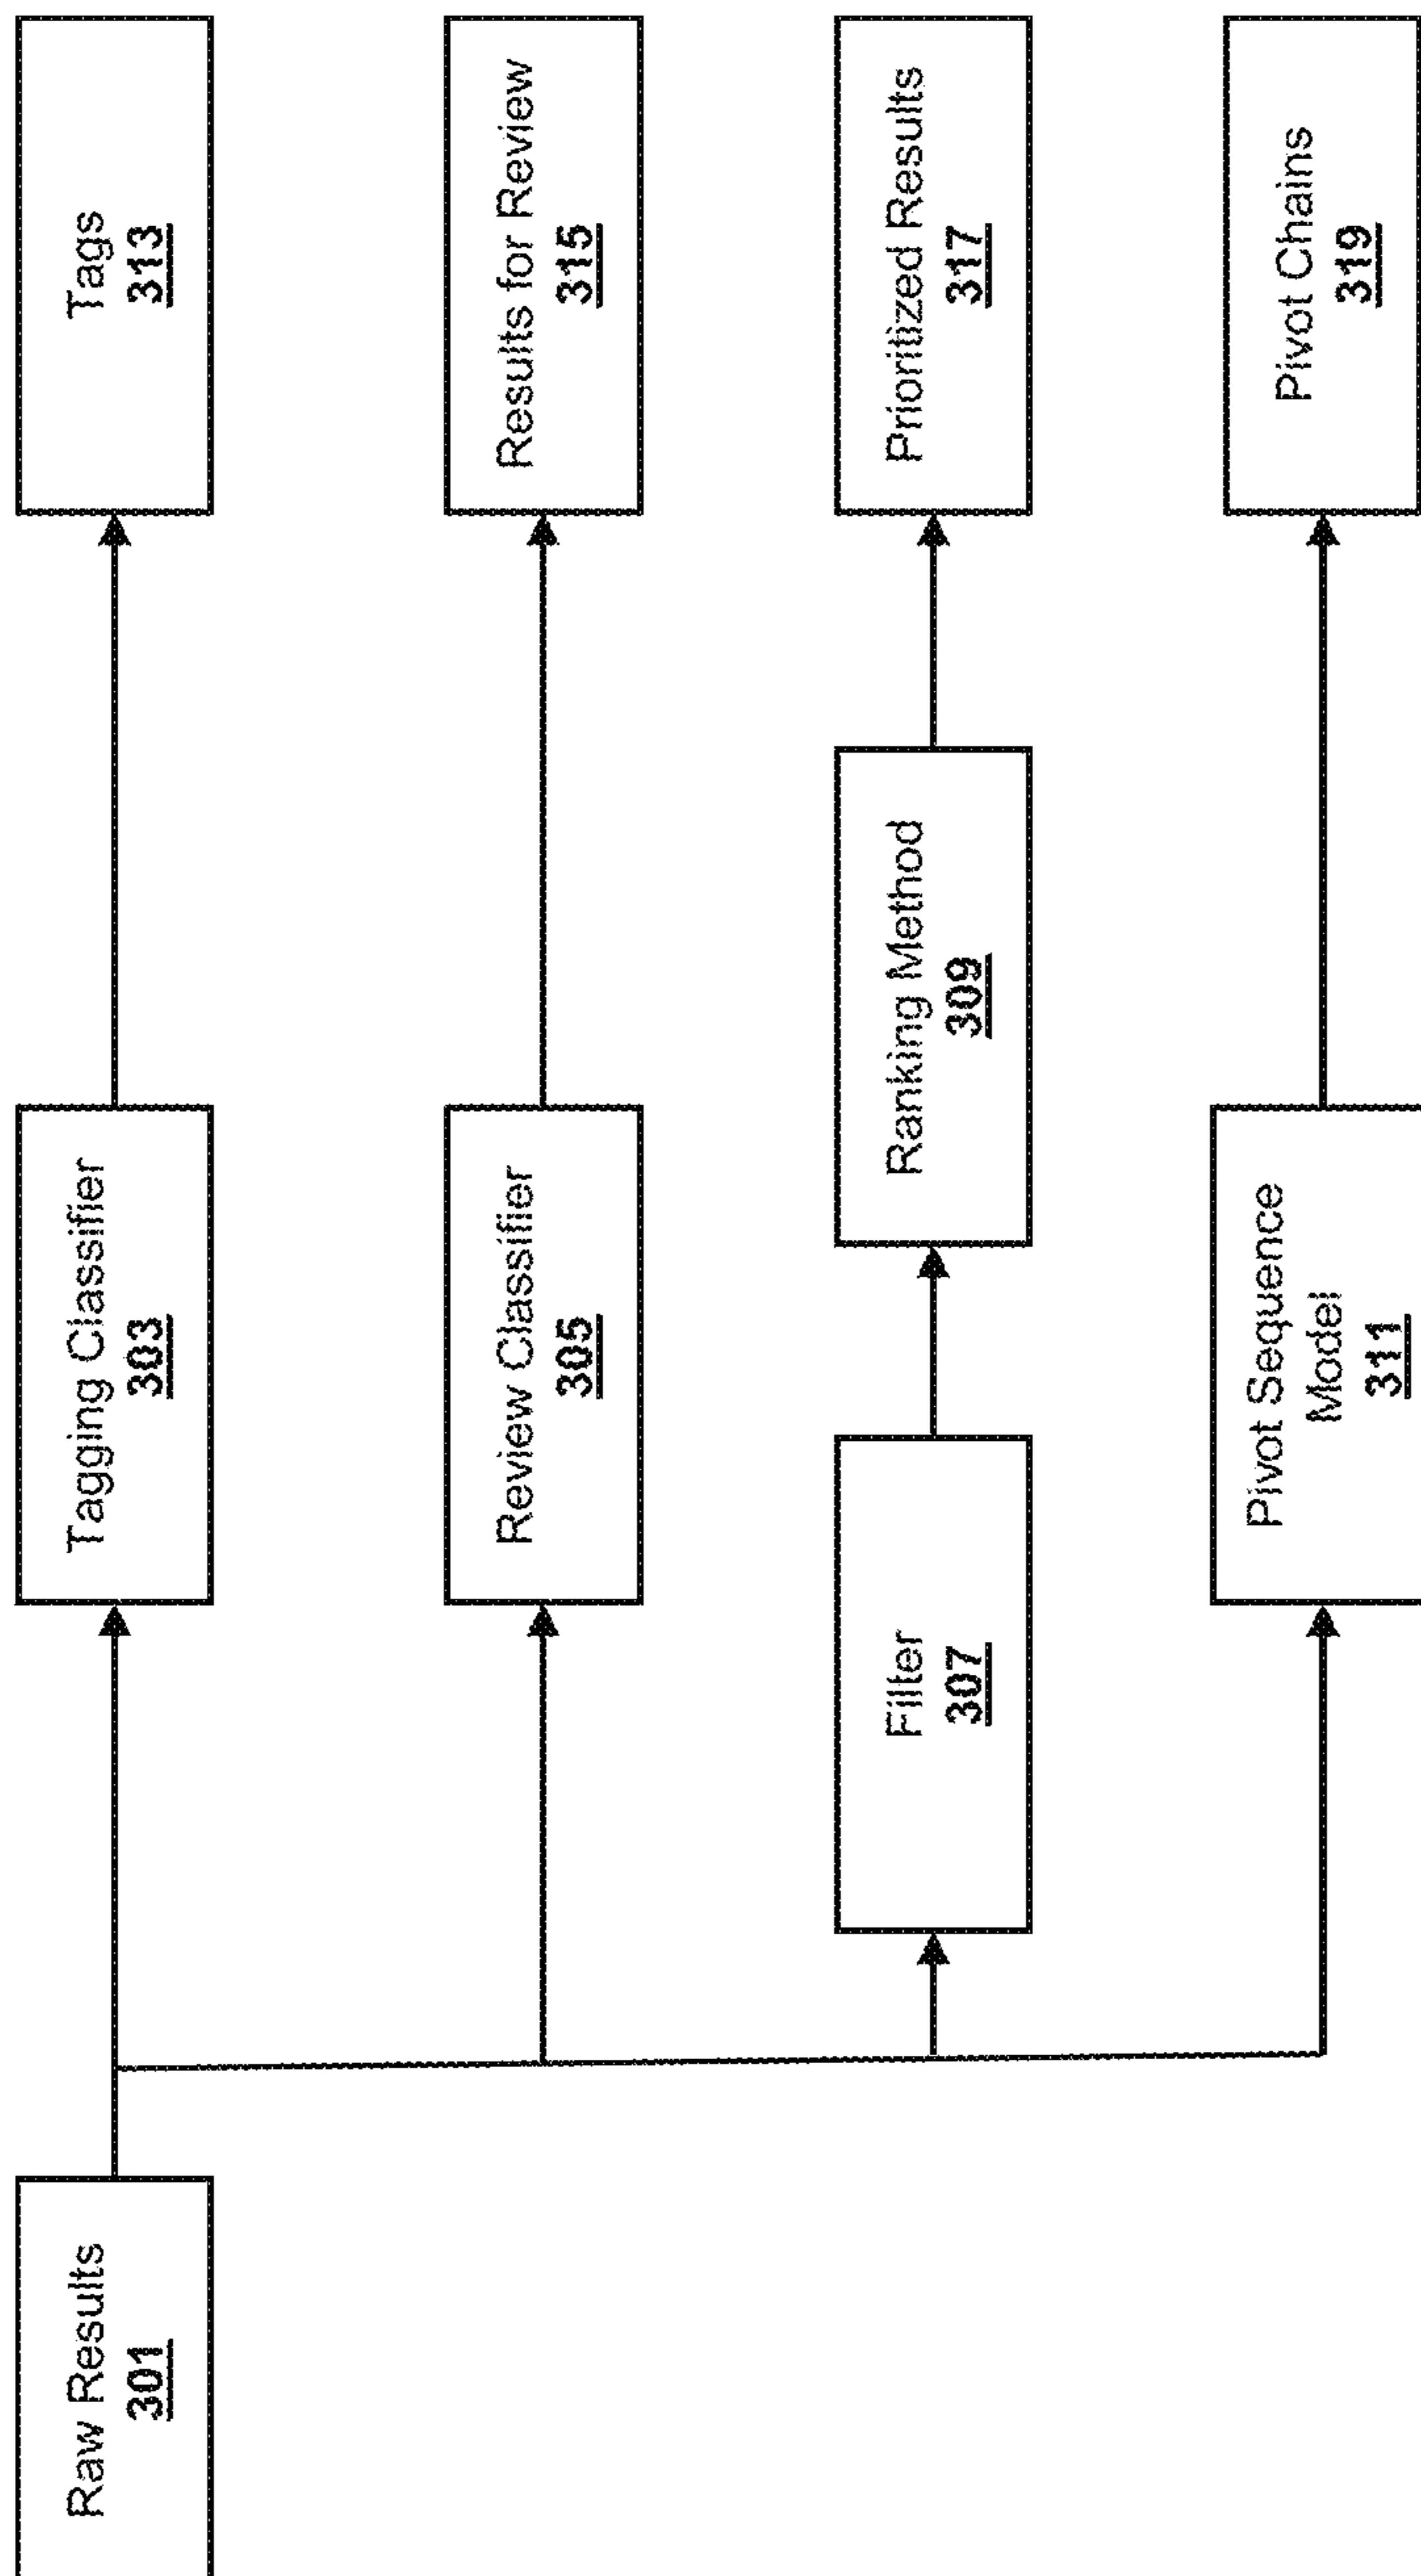 Raw Results
301
Tagging Classifier
303
Tags
313
Review Classifier
305
Results for Review
315
Filter
307
Ranking Method
309
Prioritized Results
317
Pivot Sequence
Model
311
Pivot Chains
319